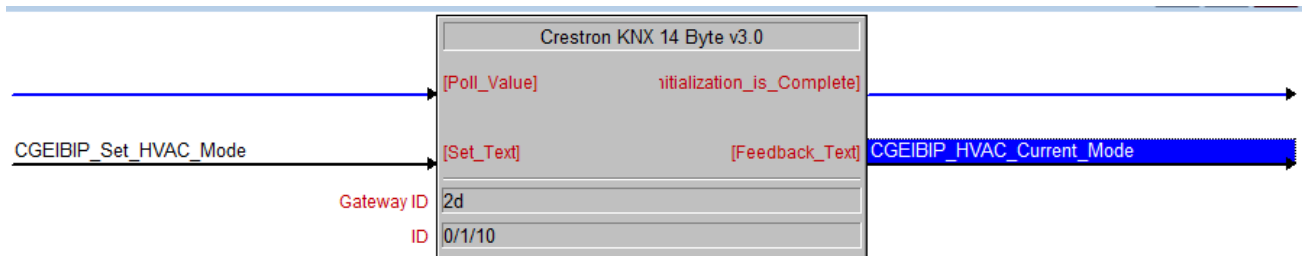 Crestron KNX 14 Byte v3.0
[Poll_Value] nitialization_is_Complete]
CGEIBIP_Set_HVAC_Mode [Set_Text] [Feedback_Text] CGEIBIP_HVAC_Current_Mode
Gateway ID 2d
ID 0/1/10